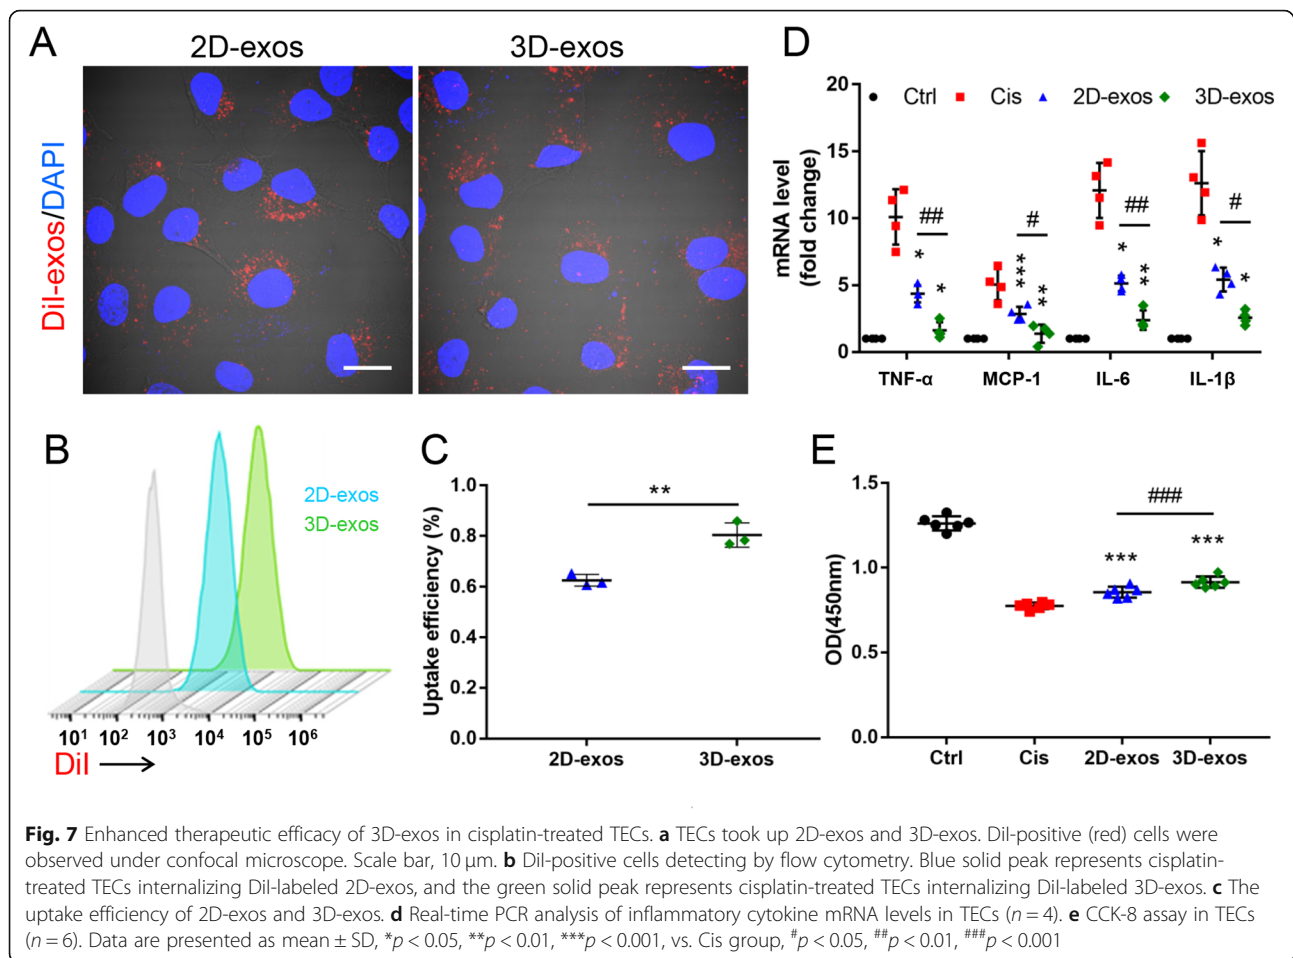 A
2D-exos
3D-exos
Dil-exos/DAPI
B
2D-exos
3D-exos
10¹ 10² 10³ 10⁴ 10⁵ 10⁶
DiI
C
Uptake efficiency (%)
1.0
0.8
0.6
0.4
0.2
0.0
**
2D-exos 3D-exos
D
mRNA level
(fold change)
20
15
10
5
0
Ctrl Cis 2D-exos 3D-exos
## # ## #
* * *** ** * ** * *
TNF-α MCP-1 IL-6 IL-1β
E
OD(450nm)
1.5
1.0
0.5
0.0
###
*** ***
Ctrl Cis 2D-exos 3D-exos
Fig. 7 Enhanced therapeutic efficacy of 3D-exos in cisplatin-treated TECs. a TECs took up 2D-exos and 3D-exos. DiI-positive (red) cells were
observed under confocal microscope. Scale bar, 10 μm. b DiI-positive cells detecting by flow cytometry. Blue solid peak represents cisplatin-
treated TECs internalizing DiI-labeled 2D-exos, and the green solid peak represents cisplatin-treated TECs internalizing DiI-labeled 3D-exos. c The
uptake efficiency of 2D-exos and 3D-exos. d Real-time PCR analysis of inflammatory cytokine mRNA levels in TECs (n = 4). e CCK-8 assay in TECs
(n = 6). Data are presented as mean ± SD, *p < 0.05, **p < 0.01, ***p < 0.001, vs. Cis group, #p < 0.05, ##p < 0.01, ###p < 0.001